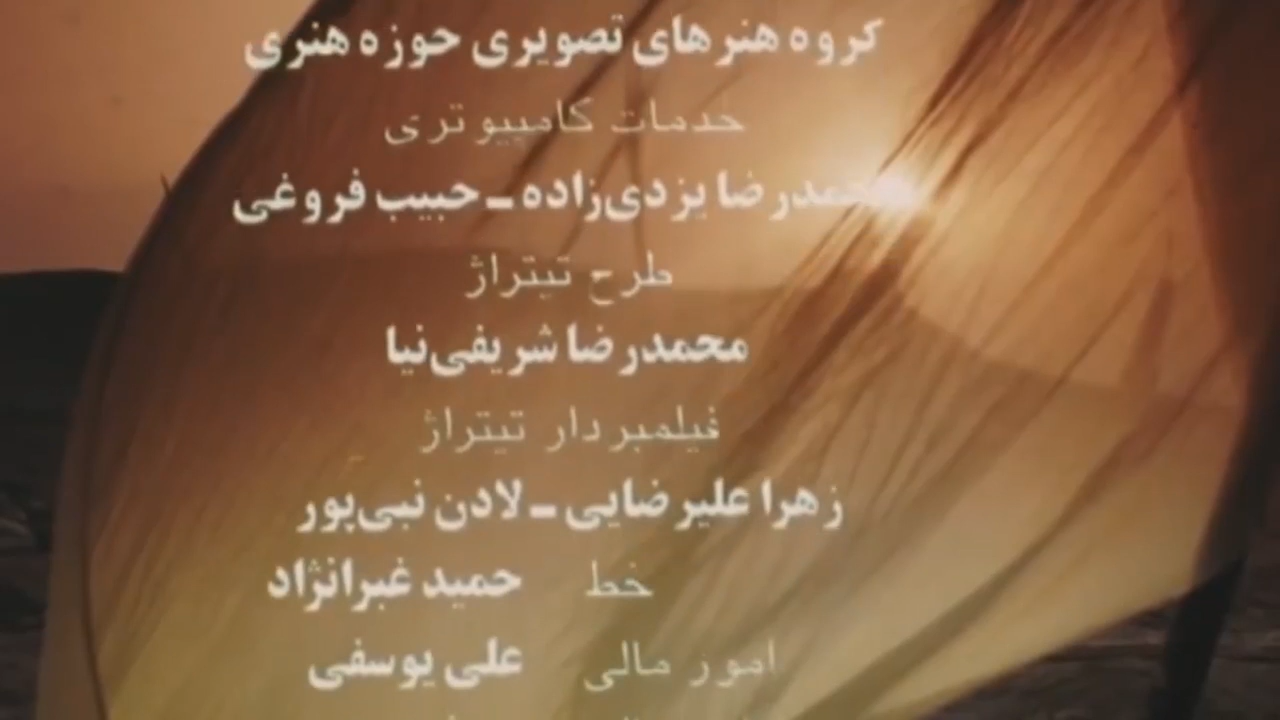 گروه هنرهای تصویری حوزه هنری
خدمات کامپیوتری
محمدرضا یزدی‌زاده ـ حبیب فروغی
طرح تیتراژ
محمدرضا شریفی‌نیا
فیلمبردار تیتراژ
زهرا علیرضایی ـ لادن نبی‌پور
خط حمید غبرانژاد
امور مالی علی یوسفی